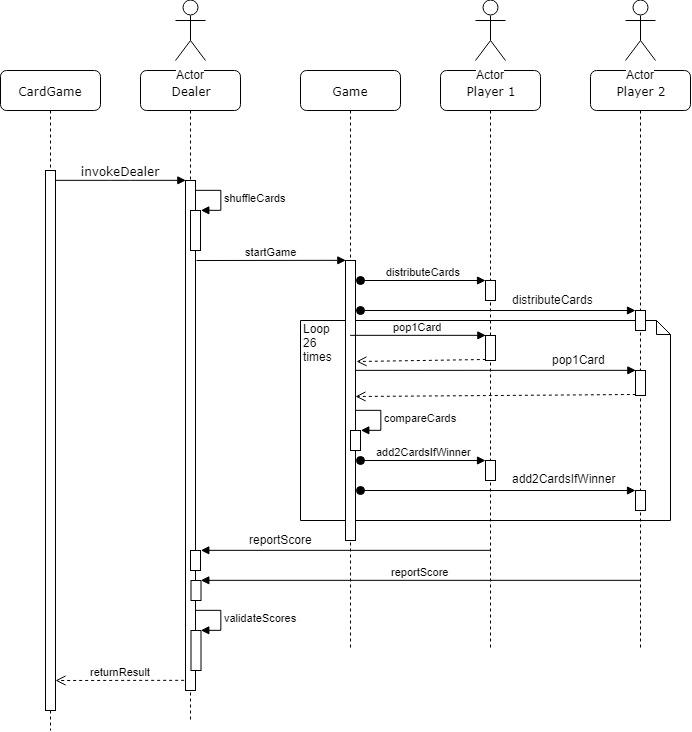 Actor
Actor
Actor
CardGame
Dealer
Game
Player 1
Player 2
invokeDealer
shuffleCards
startGame
distributeCards
distributeCards
Loop
26
times
pop1Card
pop1Card
compareCards
add2CardsIfWinner
add2CardsIfWinner
reportScore
reportScore
validateScores
returnResult